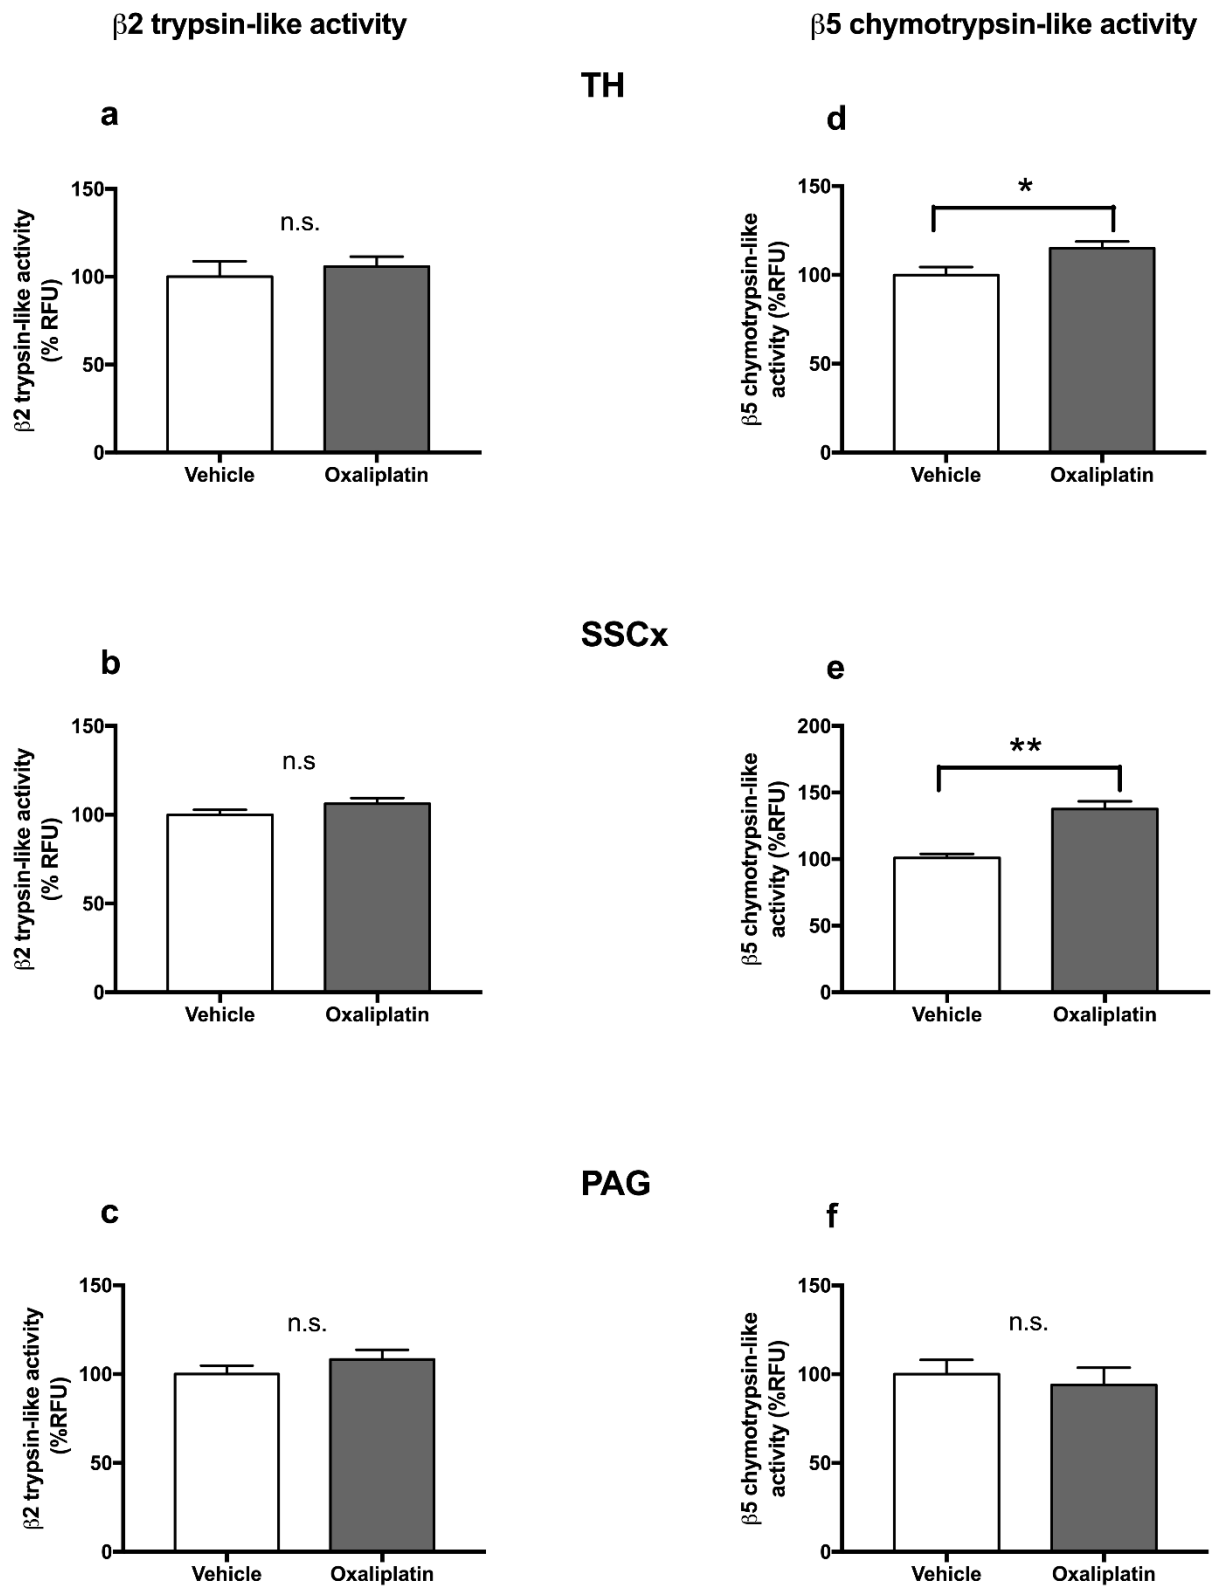 β2 trypsin-like activity
β5 chymotrypsin-like activity
TH
a
150
100
50
0
β2 trypsin-like activity
(% RFU)
n.s.
Vehicle
Oxaliplatin
d
150
100
50
0
β5 chymotrypsin-like
activity (%RFU)
*
Vehicle
Oxaliplatin
SSCx
b
150
100
50
0
β2 trypsin-like activity
(% RFU)
n.s
Vehicle
Oxaliplatin
e
200
150
100
50
0
β5 chymotrypsin-like
activity (%RFU)
**
Vehicle
Oxaliplatin
PAG
c
150
100
50
0
β2 trypsin-like activity
(%RFU)
n.s.
Vehicle
Oxaliplatin
f
150
100
50
0
β5 chymotrypsin-like
activity (%RFU)
n.s.
Vehicle
Oxaliplatin